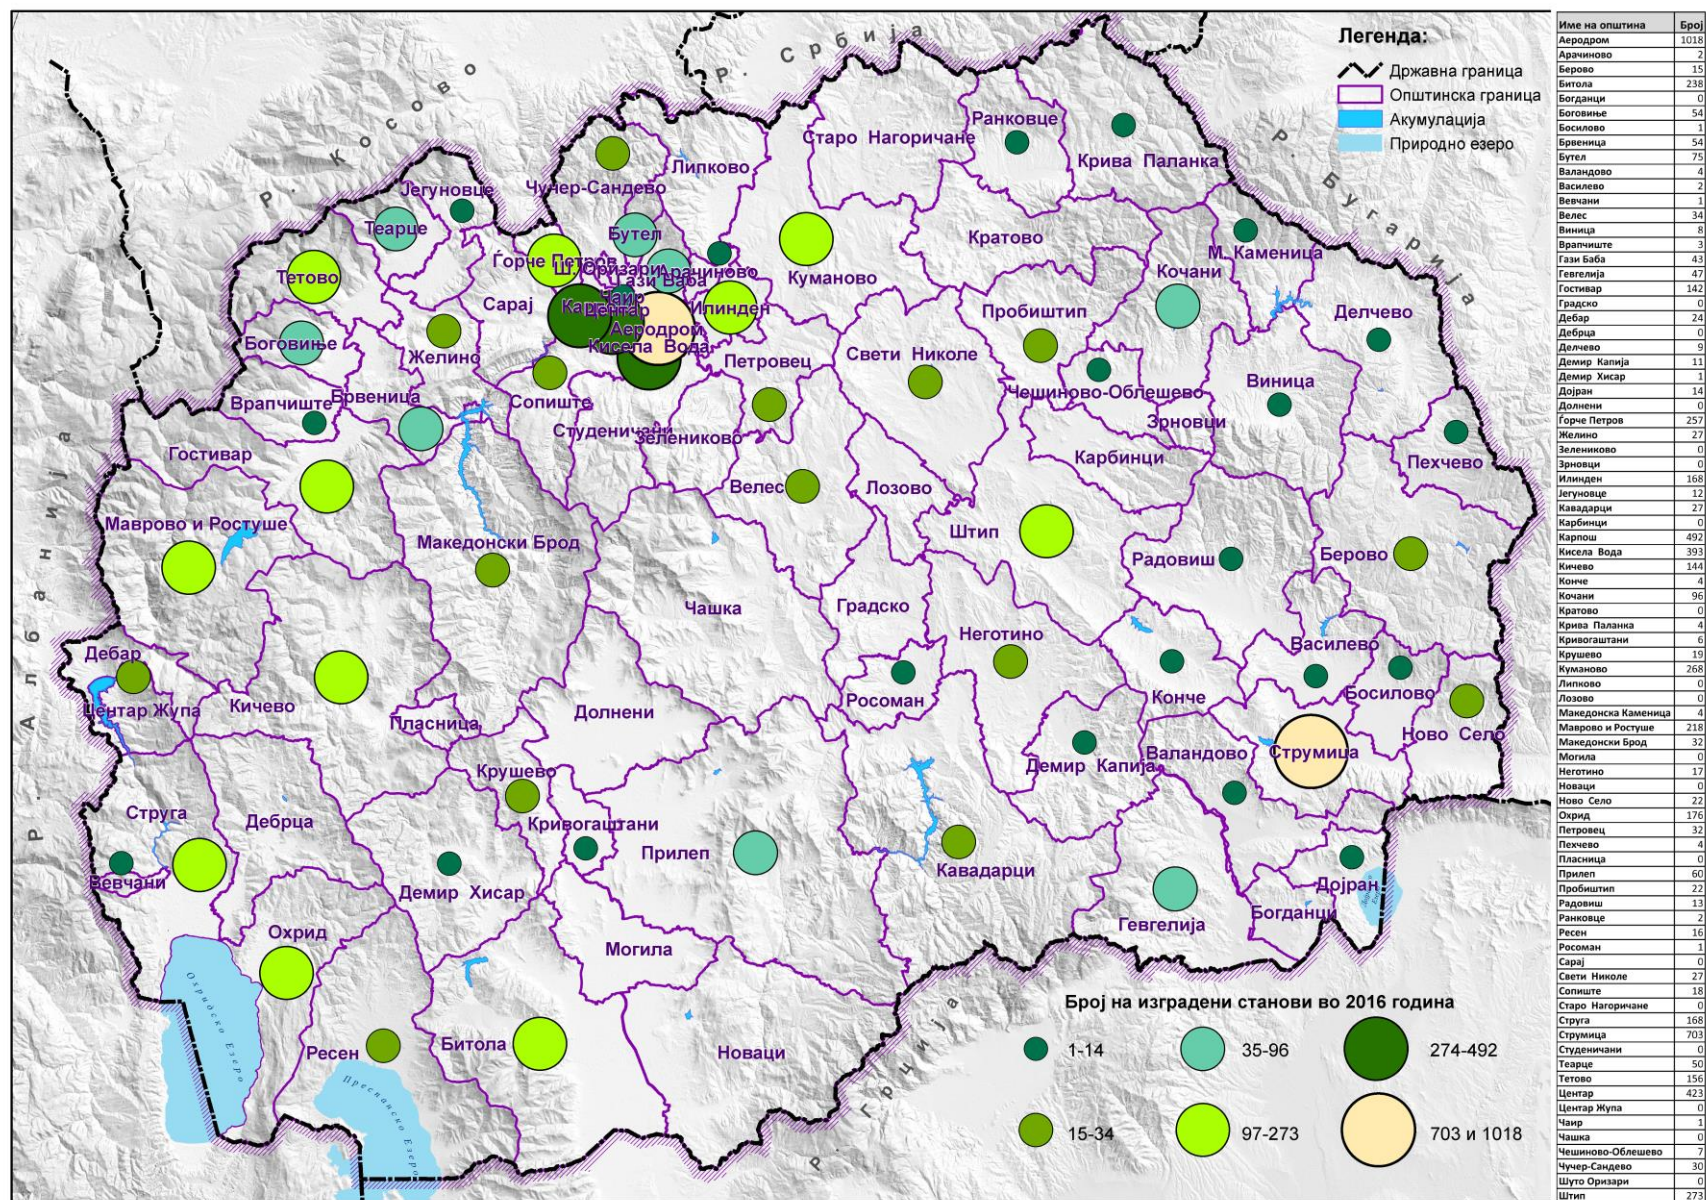 Легенда:
Државна граница
Општинска граница
Акумулација
Природно езеро
Р. Србија
Р. Косово
Р. Бугарија
Р. Албанија
Р. Грција
Ранковце
Старо Нагоричане
Крива Паланка
Липково
Чучер-Сандево
Јегуновце
Теарце
Бутел
М. Каменица
Кратово
Ѓорче Петров
Ш. Оризари
Арачиново
Гази Баба
Куманово
Кочани
Тетово
Сарај
Чаир
Карпош
Центар
Илинден
Пробиштип
Делчево
Аеродром
Боговиње
Желино
Кисела Вода
Петровец
Свети Николе
Виница
Чешиново-Облешево
Врапчиште
Брвеница
Сопиште
Студеничани
Зелениково
Зрновци
Гостивар
Карбинци
Пехчево
Велес
Лозово
Маврово и Ростуше
Македонски Брод
Штип
Радовиш
Берово
Чашка
Градско
Неготино
Василево
Дебар
Центар Жупа
Кичево
Пласница
Долнени
Росоман
Конче
Босилово
Ново Село
Валандово
Струмица
Демир Капија
Крушево
Струга
Дебрца
Кривогаштани
Прилеп
Кавадарци
Вевчани
Демир Хисар
Дојран
Богданци
Гевгелија
Охрид
Могила
Охридско Езеро
Ресен
Битола
Новаци
Преспанско Езеро
Број на изградени станови во 2016 година
1-14
35-96
274-492
15-34
97-273
703 и 1018
Име на општина Број
Аеродром 1018
Арачиново 2
Берово 15
Битола 238
Богданци 0
Боговиње 54
Босилово 1
Брвеница 54
Бутел 75
Валандово 4
Василево 2
Вевчани 1
Велес 34
Виница 8
Врапчиште 3
Гази Баба 43
Гевгелија 47
Гостивар 142
Градско 0
Дебар 24
Дебрца 0
Делчево 9
Демир Капија 11
Демир Хисар 1
Дојран 14
Долнени 0
Ѓорче Петров 257
Желино 27
Зелениково 0
Зрновци 0
Илинден 168
Јегуновце 12
Кавадарци 27
Карбинци 0
Карпош 492
Кисела Вода 393
Кичево 144
Конче 4
Кочани 96
Кратово 0
Крива Паланка 4
Кривогаштани 6
Крушево 19
Куманово 268
Липково 0
Лозово 0
Македонска Каменица 4
Маврово и Ростуше 218
Македонски Брод 32
Могила 0
Неготино 17
Новаци 0
Ново Село 22
Охрид 176
Петровец 32
Пехчево 4
Пласница 0
Прилеп 60
Пробиштип 22
Радовиш 13
Ранковце 2
Ресен 16
Росоман 1
Сарај 0
Свети Николе 27
Сопиште 18
Старо Нагоричане 0
Струга 168
Струмица 703
Студеничани 0
Теарце 50
Тетово 156
Центар 423
Центар Жупа 0
Чаир 1
Чашка 0
Чешиново-Облешево 7
Чучер-Сандево 30
Шуто Оризари 0
Штип 273